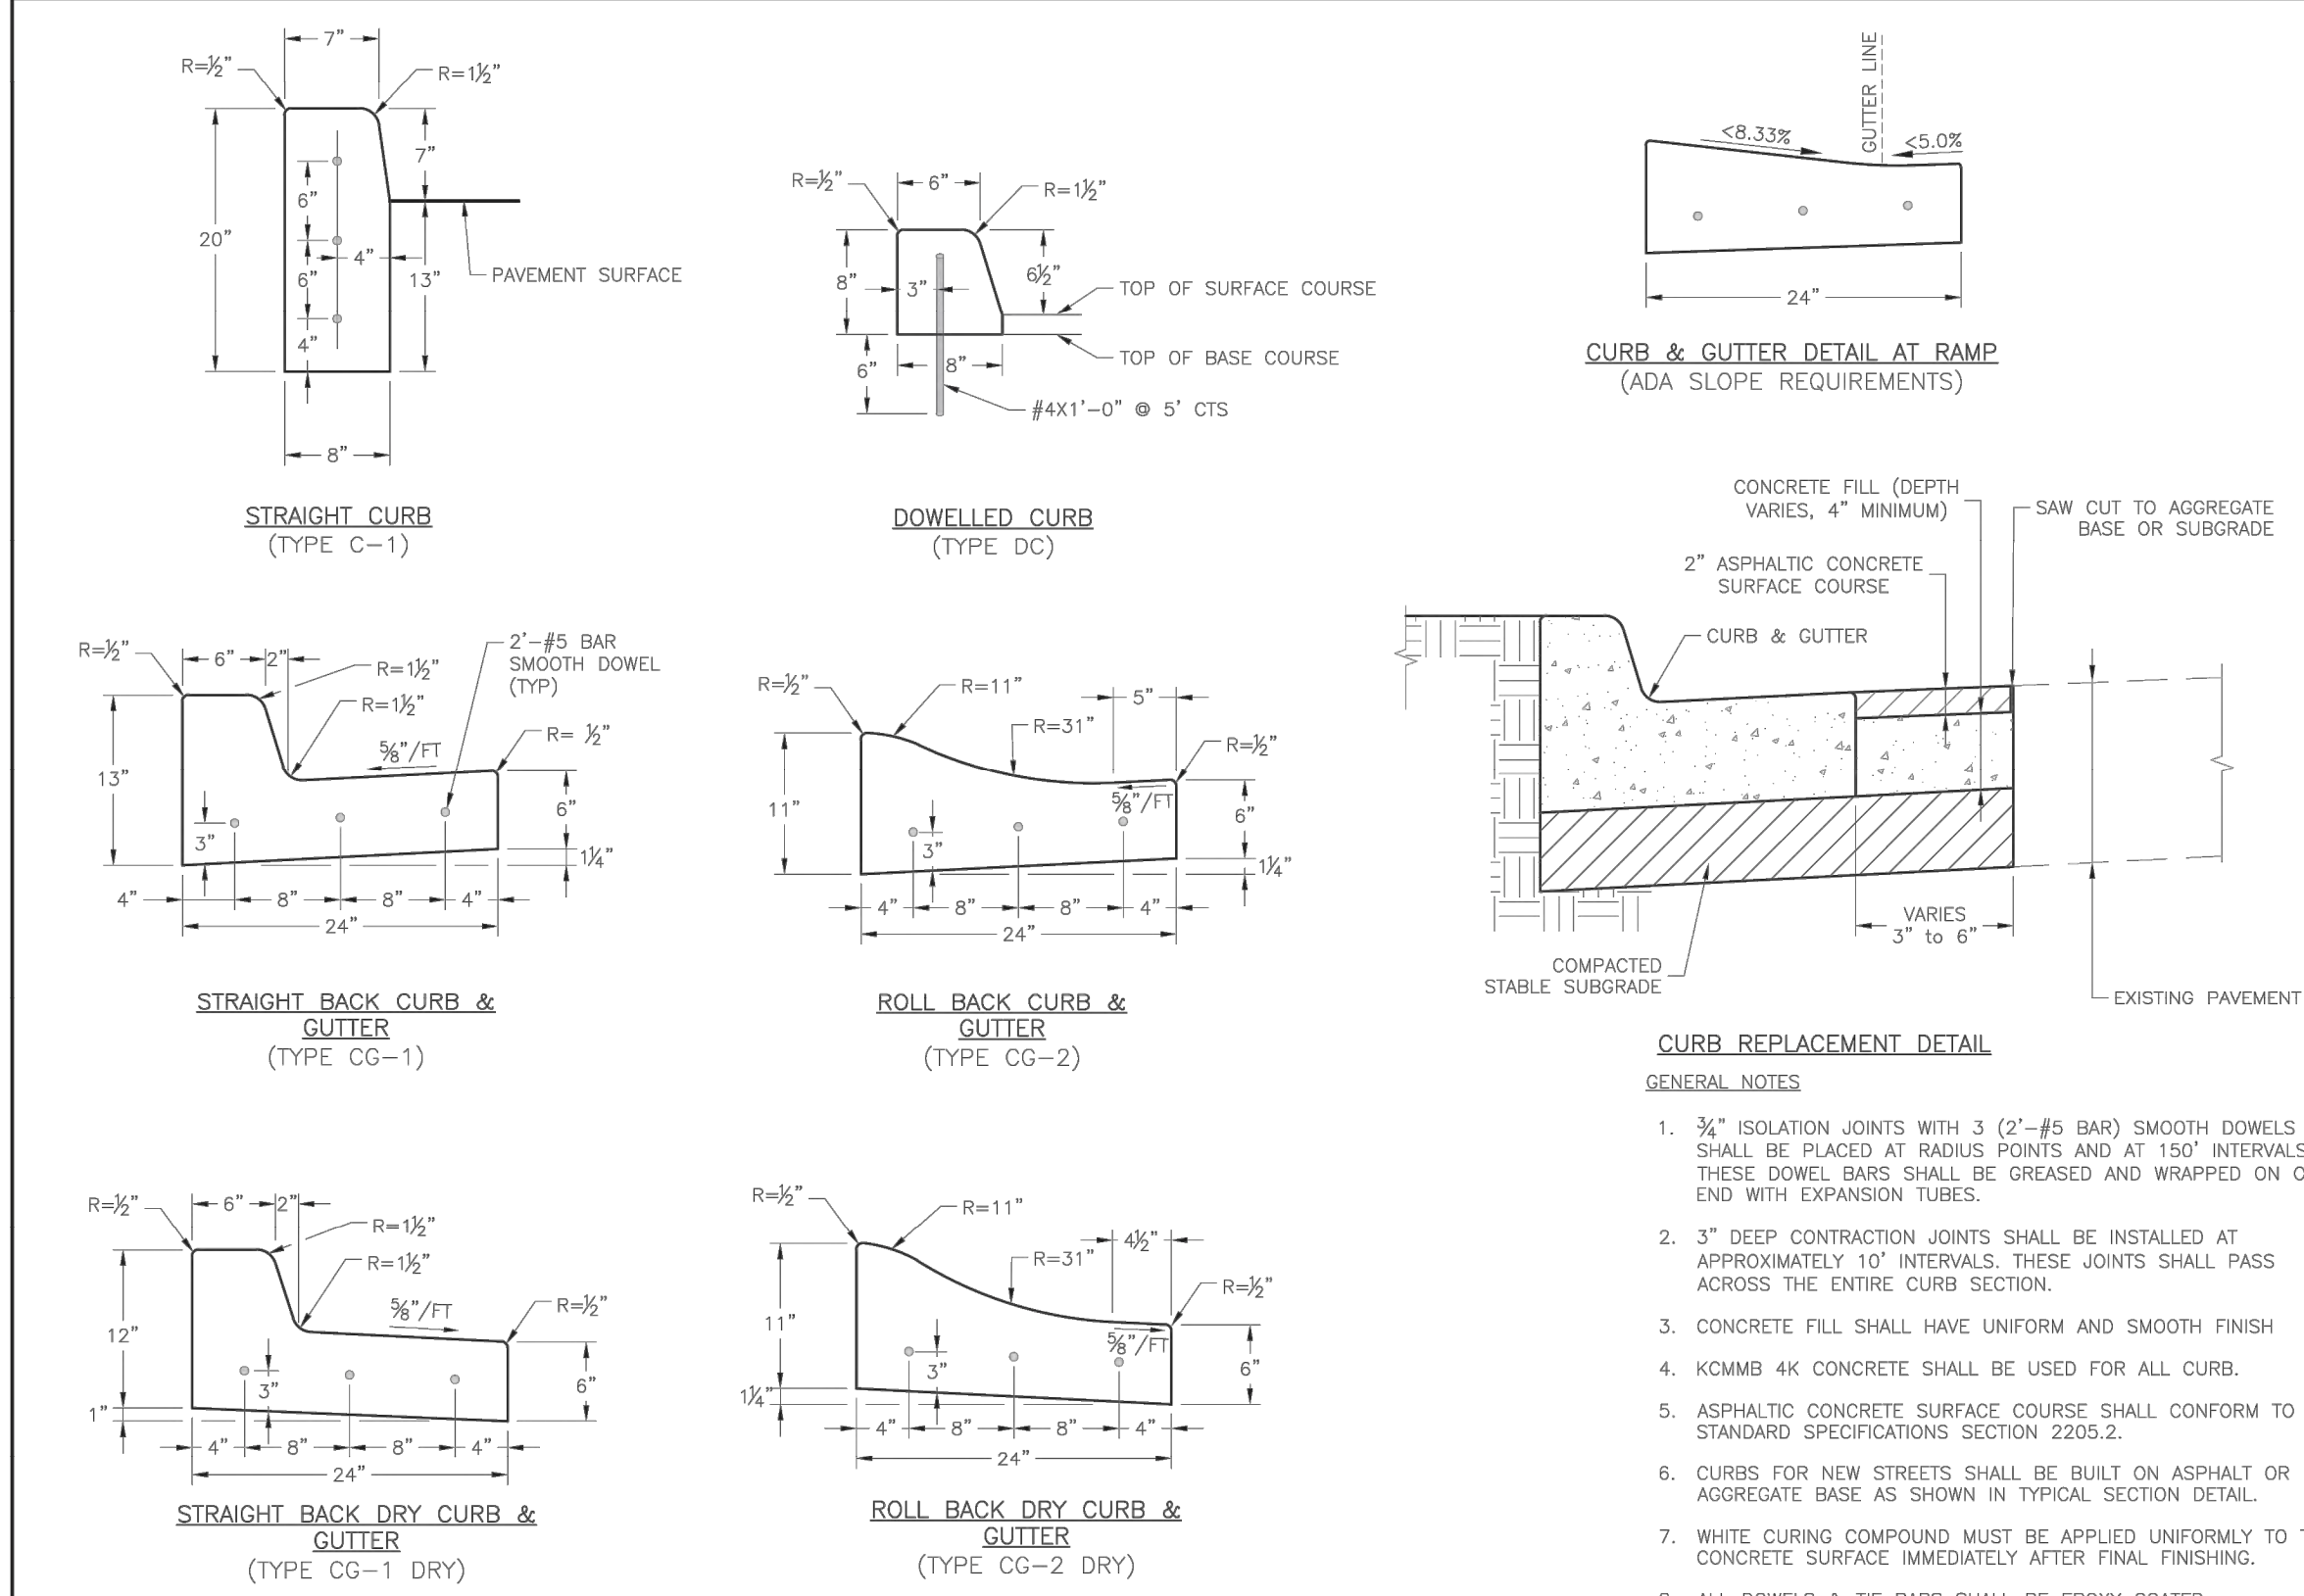 7"
R=½"
R=1½"
20"
7"
6"
6"
4"
4"
13"
PAVEMENT SURFACE
8"
STRAIGHT CURB
(TYPE C-1)
R=½"
6"
R=1½"
8"
3"
6½"
TOP OF SURFACE COURSE
TOP OF BASE COURSE
6"
8"
#4X1'-0" @ 5' CTS
DOWELLED CURB
(TYPE DC)
GUTTER LINE
<8.33%
<5.0%
24"
CURB & GUTTER DETAIL AT RAMP
(ADA SLOPE REQUIREMENTS)
R=½"
6"
2"
R=1½"
R=1½"
2'-#5 BAR
SMOOTH DOWEL
(TYP)
⅝"/FT
R= ½"
13"
3"
6"
1¼"
4"
8"
8"
4"
24"
STRAIGHT BACK CURB &
GUTTER
(TYPE CG-1)
R=½"
R=11"
R=31"
5"
R=½"
11"
3"
⅝"/FT
6"
1¼"
4"
8"
8"
4"
24"
ROLL BACK CURB &
GUTTER
(TYPE CG-2)
CONCRETE FILL (DEPTH
VARIES, 4" MINIMUM)
SAW CUT TO AGGREGATE
BASE OR SUBGRADE
2" ASPHALTIC CONCRETE
SURFACE COURSE
CURB & GUTTER
VARIES
3" to 6"
COMPACTED
STABLE SUBGRADE
EXISTING PAVEMENT
CURB REPLACEMENT DETAIL
R=½"
6"
2"
R=1½"
R=1½"
⅝"/FT
R=½"
12"
3"
6"
1"
4"
8"
8"
4"
24"
STRAIGHT BACK DRY CURB &
GUTTER
(TYPE CG-1 DRY)
R=½"
R=11"
R=31"
4½"
R=½"
11"
3"
⅝"/FT
6"
1¼"
4"
8"
8"
4"
24"
ROLL BACK DRY CURB &
GUTTER
(TYPE CG-2 DRY)
GENERAL NOTES
1. ¾" ISOLATION JOINTS WITH 3 (2'-#5 BAR) SMOOTH DOWELS
SHALL BE PLACED AT RADIUS POINTS AND AT 150' INTERVALS
THESE DOWEL BARS SHALL BE GREASED AND WRAPPED ON
END WITH EXPANSION TUBES.
2. 3" DEEP CONTRACTION JOINTS SHALL BE INSTALLED AT
APPROXIMATELY 10' INTERVALS. THESE JOINTS SHALL PASS
ACROSS THE ENTIRE CURB SECTION.
3. CONCRETE FILL SHALL HAVE UNIFORM AND SMOOTH FINISH
4. KCMMB 4K CONCRETE SHALL BE USED FOR ALL CURB.
5. ASPHALTIC CONCRETE SURFACE COURSE SHALL CONFORM TO
STANDARD SPECIFICATIONS SECTION 2205.2.
6. CURBS FOR NEW STREETS SHALL BE BUILT ON ASPHALT OR
AGGREGATE BASE AS SHOWN IN TYPICAL SECTION DETAIL.
7. WHITE CURING COMPOUND MUST BE APPLIED UNIFORMLY TO
CONCRETE SURFACE IMMEDIATELY AFTER FINAL FINISHING.